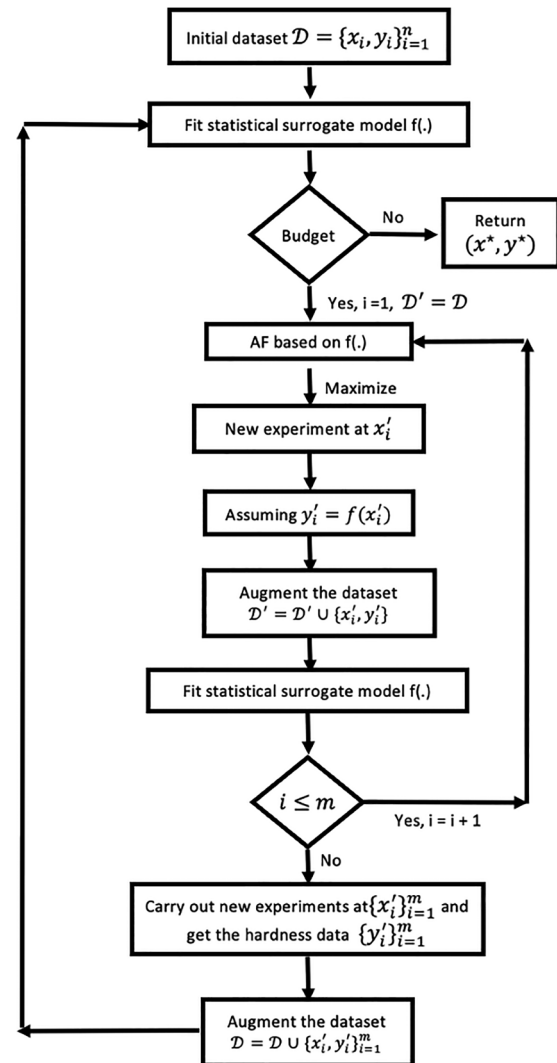 Initial dataset 𝒟 = {xᵢ, yᵢ}ⁿᵢ₌₁
Fit statistical surrogate model f(.)
Budget
No
Return
(x*, y*)
Yes, i =1, 𝒟′ = 𝒟
AF based on f(.)
Maximize
New experiment at x′ᵢ
Assuming y′ᵢ = f(x′ᵢ)
Augment the dataset
𝒟′ = 𝒟′ ∪ {x′ᵢ, y′ᵢ}
Fit statistical surrogate model f(.)
i ≤ m
Yes, i = i + 1
No
Carry out new experiments at{x′ᵢ}ᵐᵢ₌₁ and
get the hardness data {y′ᵢ}ᵐᵢ₌₁
Augment the dataset
𝒟 = 𝒟 ∪ {x′ᵢ, y′ᵢ}ᵐᵢ₌₁